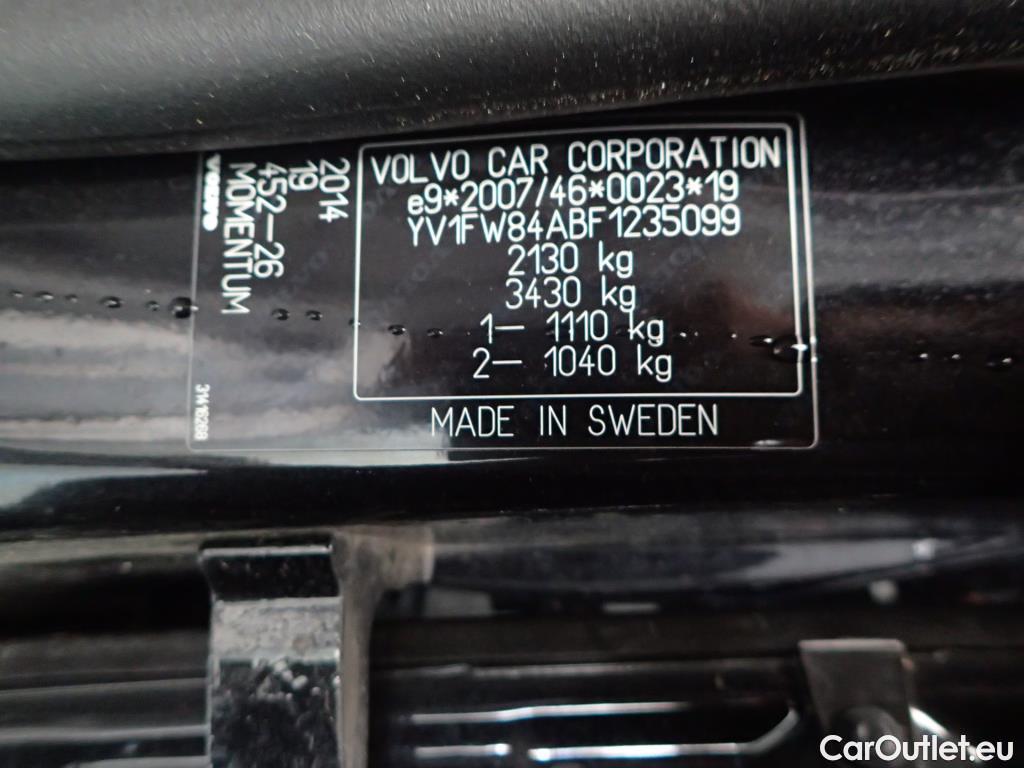 VOLVO CAR CORPORATION
e9*2007/46*0023*19
YV1FW84ABF1235099
2130 kg
3430 kg
1– 1110 kg
2– 1040 kg
MADE IN SWEDEN
2014
19
452–26
MOMENTUM
VOLVO
CarOutlet.eu